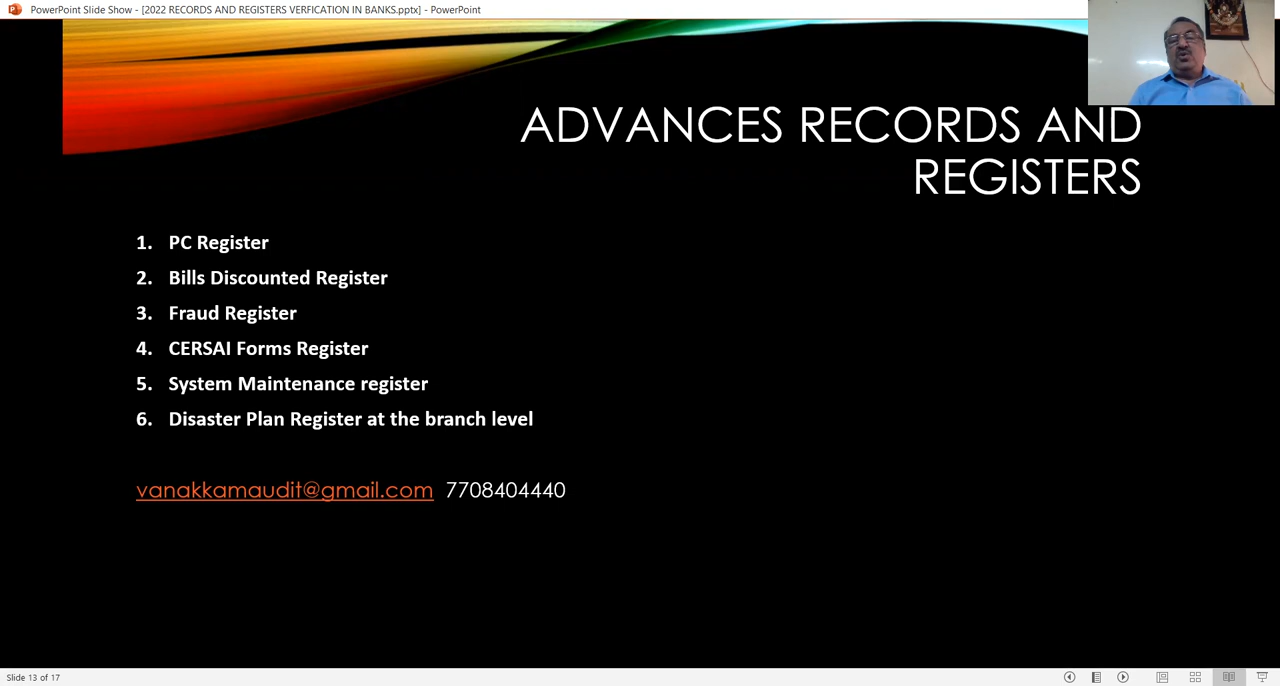 PowerPoint Slide Show - [2022 RECORDS AND REGISTERS VERFICATION IN BANKS.pptx] - PowerPoint
ADVANCES RECORDS AND
REGISTERS
1. PC Register
2. Bills Discounted Register
3. Fraud Register
4. CERSAI Forms Register
5. System Maintenance register
6. Disaster Plan Register at the branch level
vanakkamaudit@gmail.com 7708404440
Slide 13 of 17